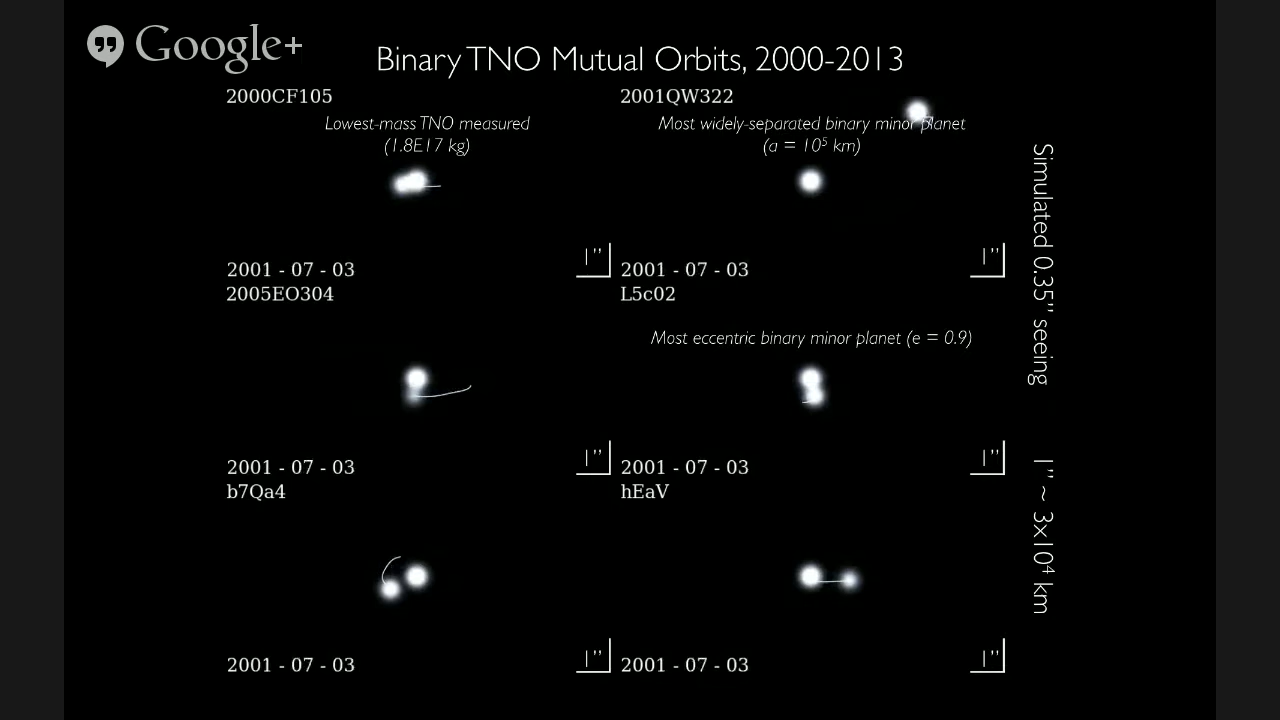 Google+
Binary TNO Mutual Orbits, 2000-2013
2000CF105
Lowest-mass TNO measured
(1.8E17 kg)
1”
2001 - 07 - 03
2001QW322
Most widely-separated binary minor planet
(a = 10⁵ km)
1”
2001 - 07 - 03
2005EO304
1”
2001 - 07 - 03
L5c02
Most eccentric binary minor planet (e = 0.9)
1”
2001 - 07 - 03
b7Qa4
1”
2001 - 07 - 03
hEaV
1”
2001 - 07 - 03
Simulated 0.35" seeing
1” ~ 3x10⁴ km